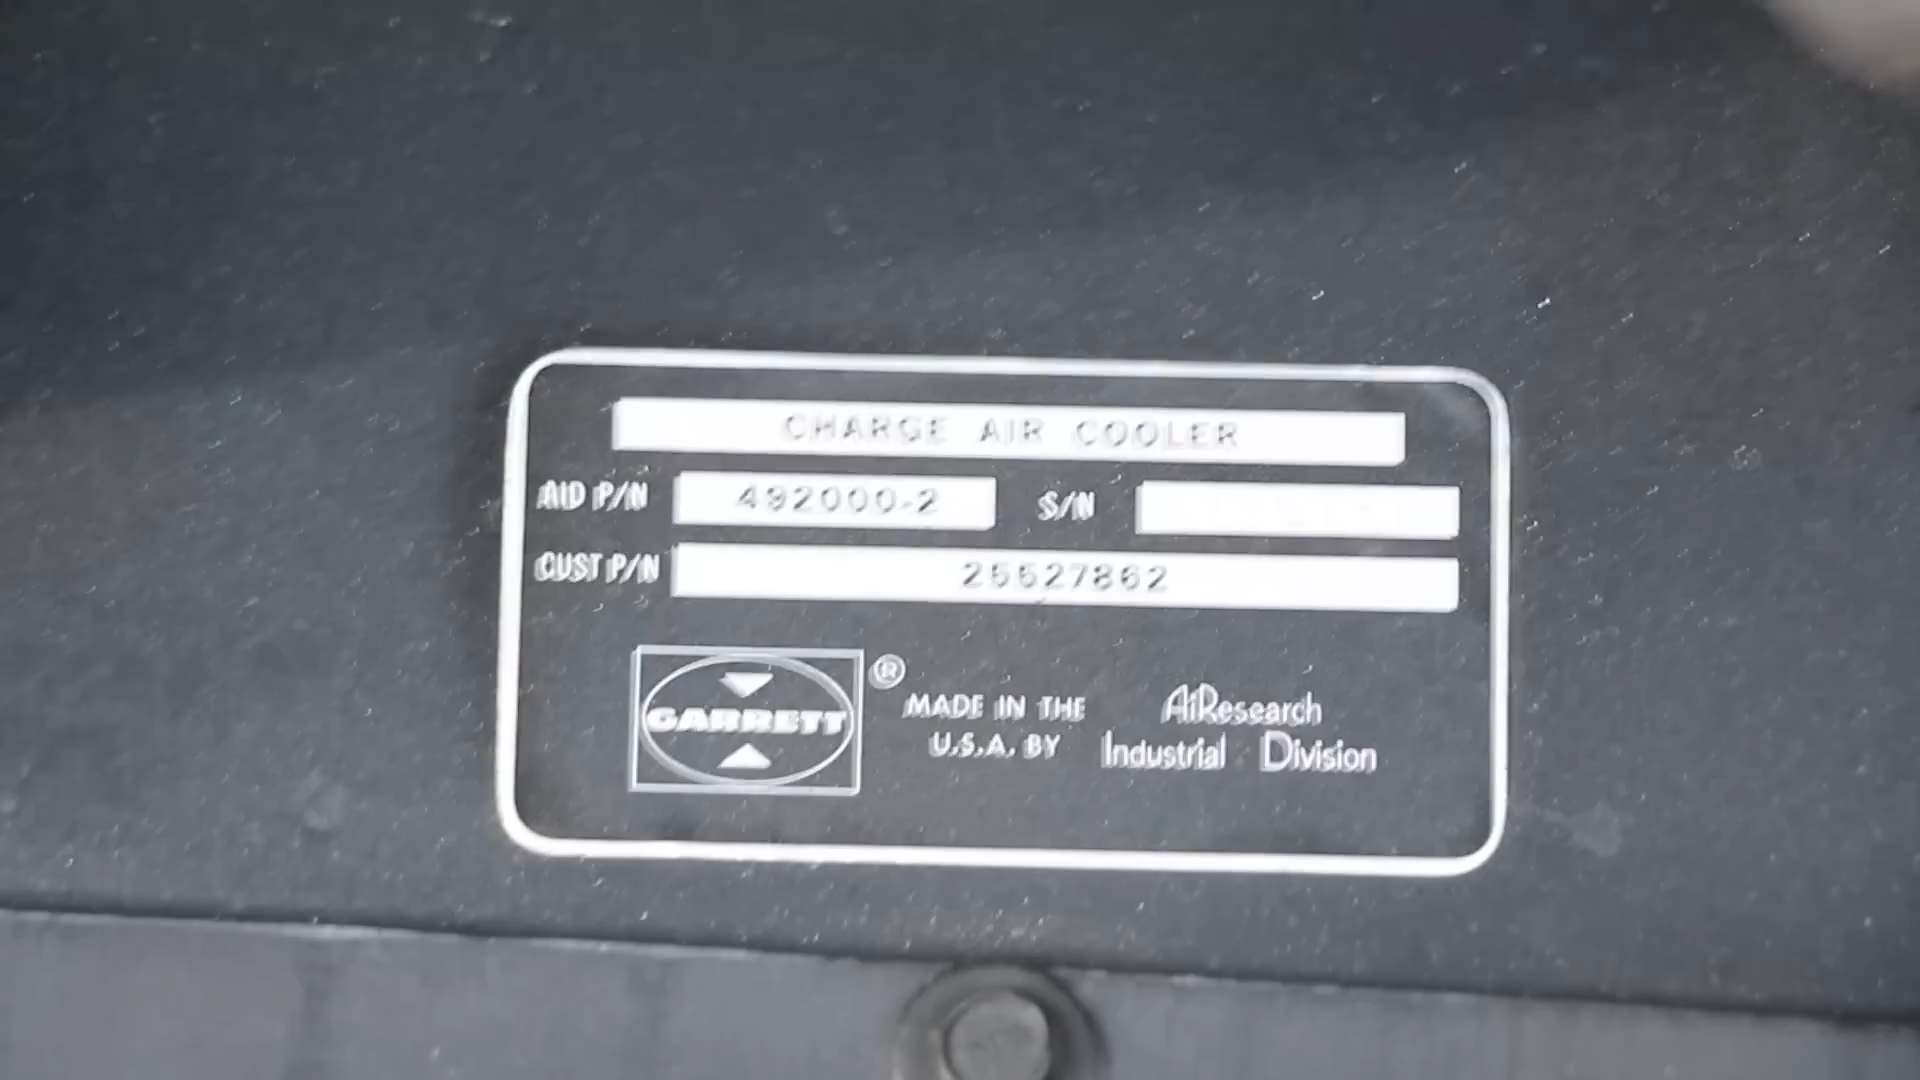 CHARGE AIR COOLER
AID P/N 492000-2 S/N
CUST P/N 25527862
GARRETT ® MADE IN THE U.S.A. BY
AiResearch Industrial Division